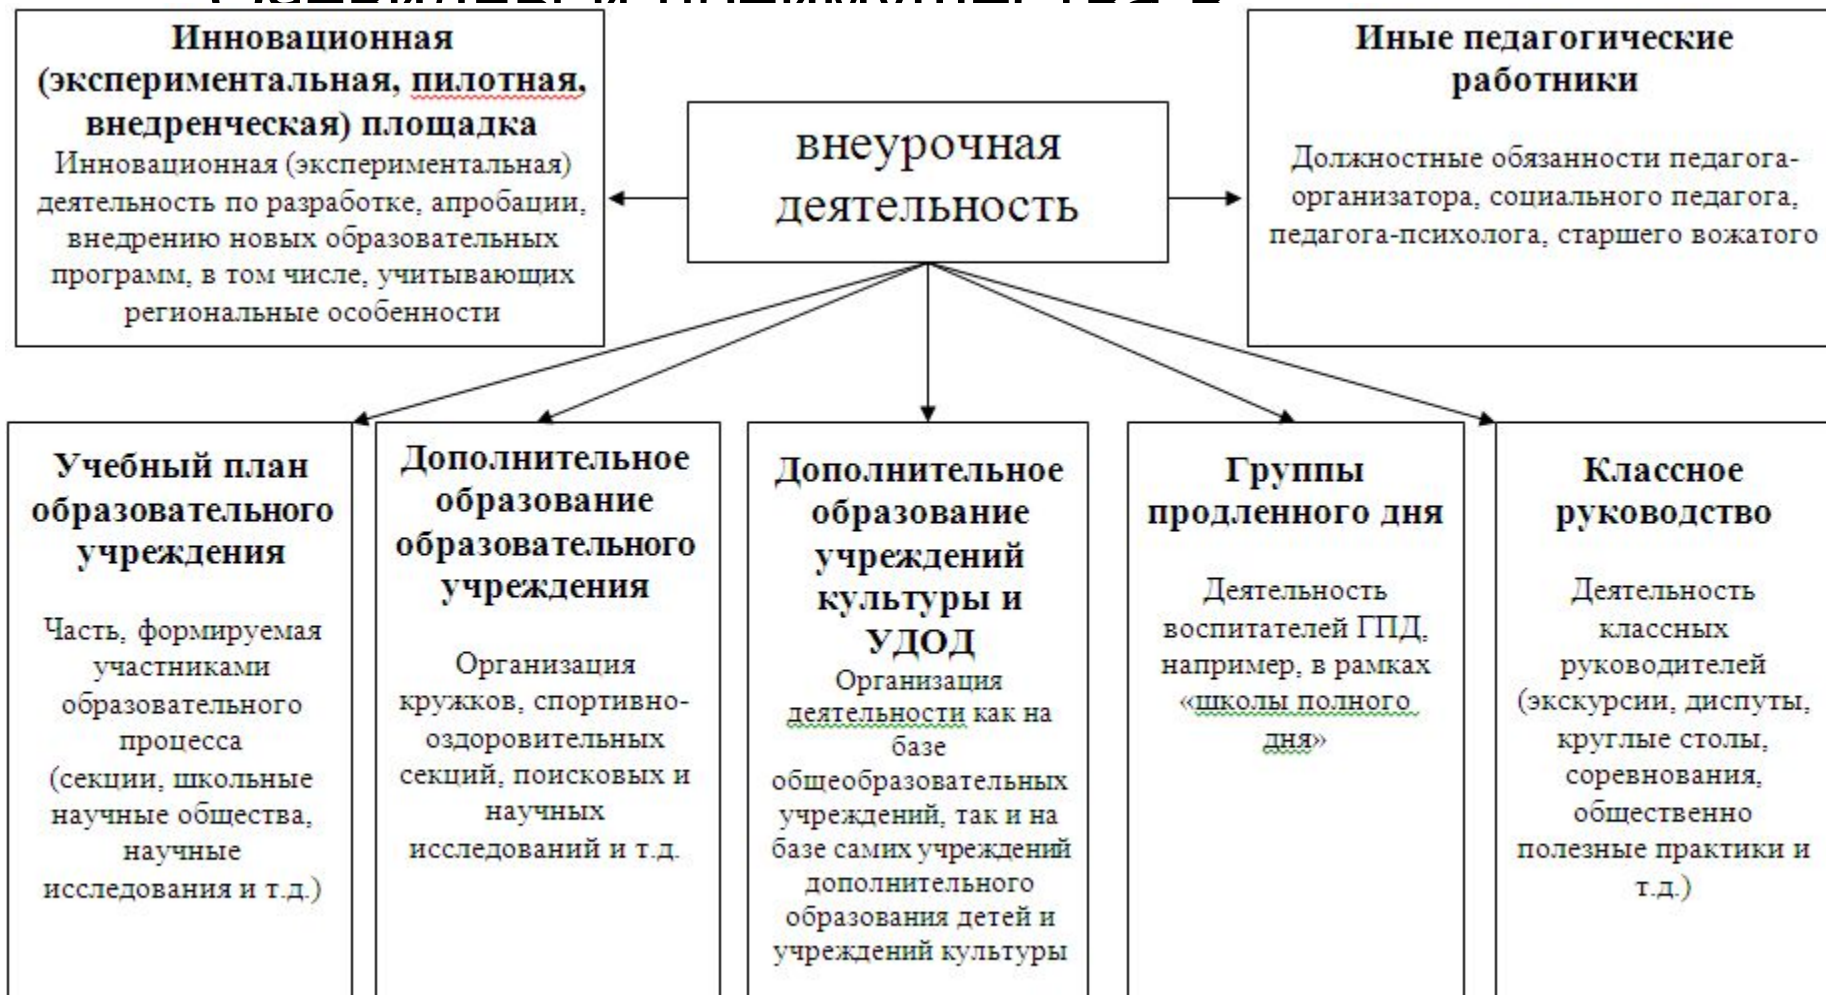 Инновационная
(экспериментальная, пилотная,
внедренческая) площадка
Инновационная (экспериментальная)
деятельность по разработке, апробации,
внедрению новых образовательных
программ, в том числе, учитывающих
региональные особенности
внеурочная
деятельность
Иные педагогические
работники
Должностные обязанности педагога-
организатора, социального педагога,
педагога-психолога, старшего вожатого
Учебный план
образовательного
учреждения
Часть, формируемая
участниками
образовательного
процесса
(секции, школьные
научные общества,
научные
исследования и т.д.)
Дополнительное
образование
образовательного
учреждения
Организация
кружков, спортивно-
оздоровительных
секций, поисковых и
научных
исследований и т.д.
Дополнительное
образование
учреждений
культуры и
УДОД
Организация
деятельности как на
базе
общеобразовательных
учреждений, так и на
базе самих учреждений
дополнительного
образования детей и
учреждений культуры
Группы
продленного дня
Деятельность
воспитателей ГПД,
например, в рамках
«школы полного
дня»
Классное
руководство
Деятельность
классных
руководителей
(экскурсии, диспуты,
круглые столы,
соревнования,
общественно
полезные практики и
т.д.)